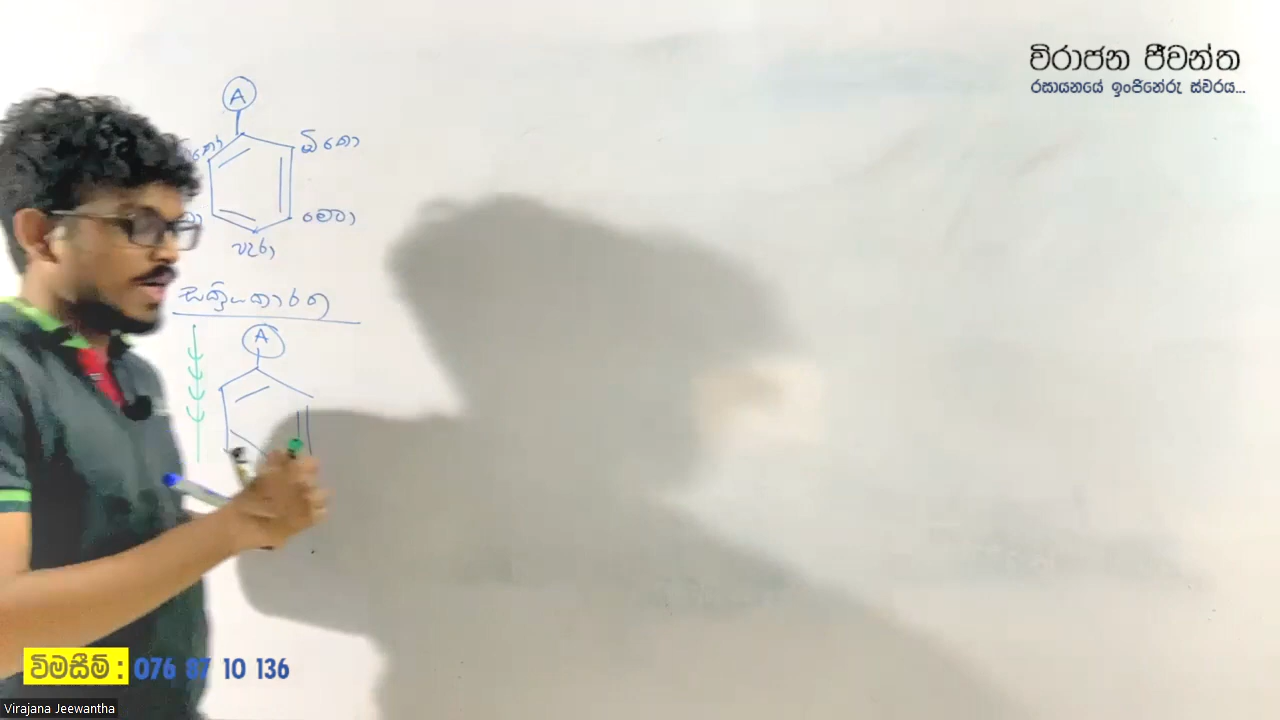 විරාජන ජීවන්ත
රසායනයේ ඉංජිනේරු ස්වරය...
A
ඕතො
මෙටා
පැරා
සක්‍රියකාරක
A
විමසීම් : 076 87 10 136
Virajana Jeewantha